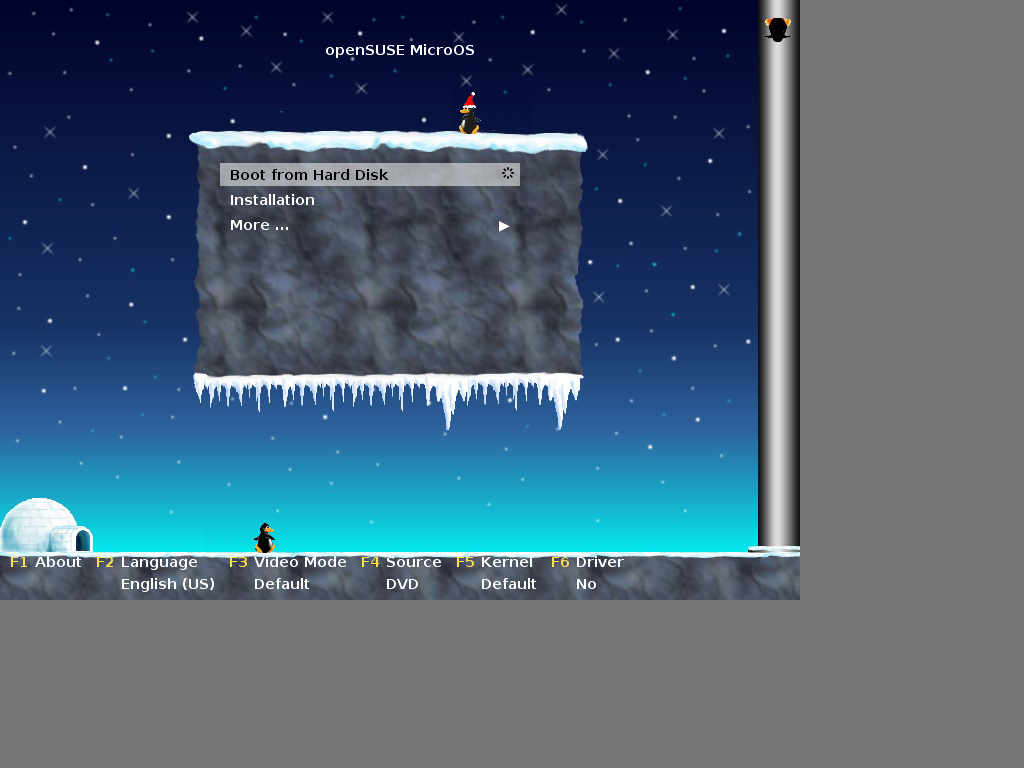 openSUSE MicroOS
Boot from Hard Disk
Installation
More ...
F1 About F2 Language F3 Video Mode F4 Source F5 Kernel F6 Driver
English (US) Default DVD Default No